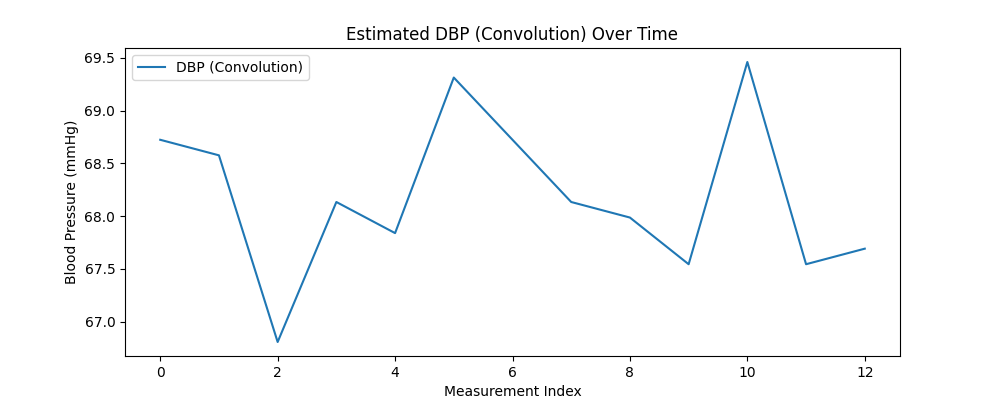 Estimated DBP (Convolution) Over Time
DBP (Convolution)
Blood Pressure (mmHg)
69.5
69.0
68.5
68.0
67.5
67.0
0 2 4 6 8 10 12
Measurement Index